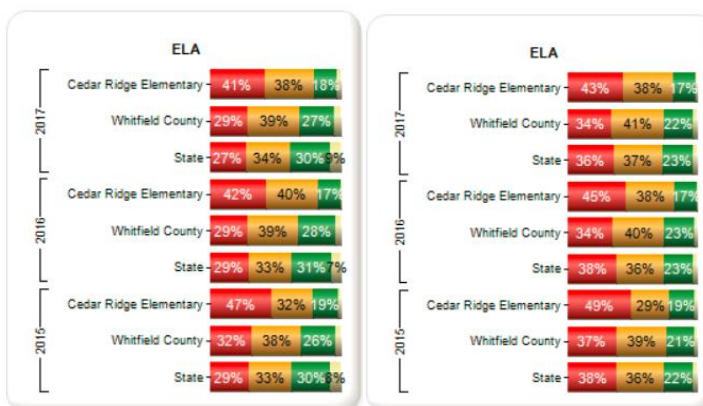 ELA
2017
Cedar Ridge Elementary 41% 38% 18%
Whitfield County 29% 39% 27%
State 27% 34% 30% 9%
2016
Cedar Ridge Elementary 42% 40% 17%
Whitfield County 29% 39% 28%
State 29% 33% 31% 7%
2015
Cedar Ridge Elementary 47% 32% 19%
Whitfield County 32% 38% 26%
State 29% 33% 30% 8%
ELA
2017
Cedar Ridge Elementary 43% 38% 17%
Whitfield County 34% 41% 22%
State 36% 37% 23%
2016
Cedar Ridge Elementary 45% 38% 17%
Whitfield County 34% 40% 23%
State 38% 36% 23%
2015
Cedar Ridge Elementary 49% 29% 19%
Whitfield County 37% 39% 21%
State 38% 36% 22%